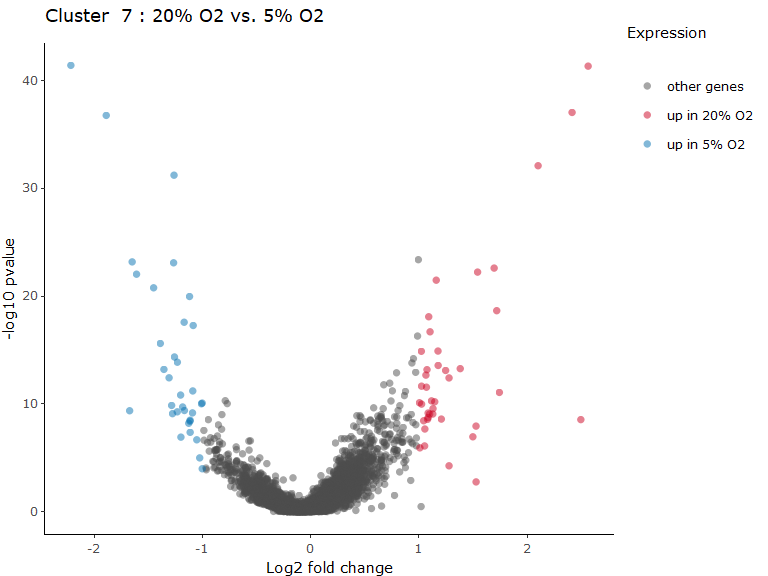 Cluster  7 : 20% O2 vs. 5% O2
Expression
other genes
up in 20% O2
up in 5% O2
-log10 pvalue
40
30
20
10
0
-2
-1
0
1
2
Log2 fold change